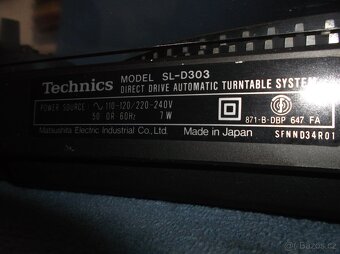 Technics MODEL SL-D303
DIRECT DRIVE AUTOMATIC TURNTABLE SYSTEM
POWER SOURCE ∿ 110-120/220-240V
50 OR 60Hz 7W
871-B-DBP 647 FA
Matsushita Electric Industrial Co., Ltd. Made in Japan SFNND34R01